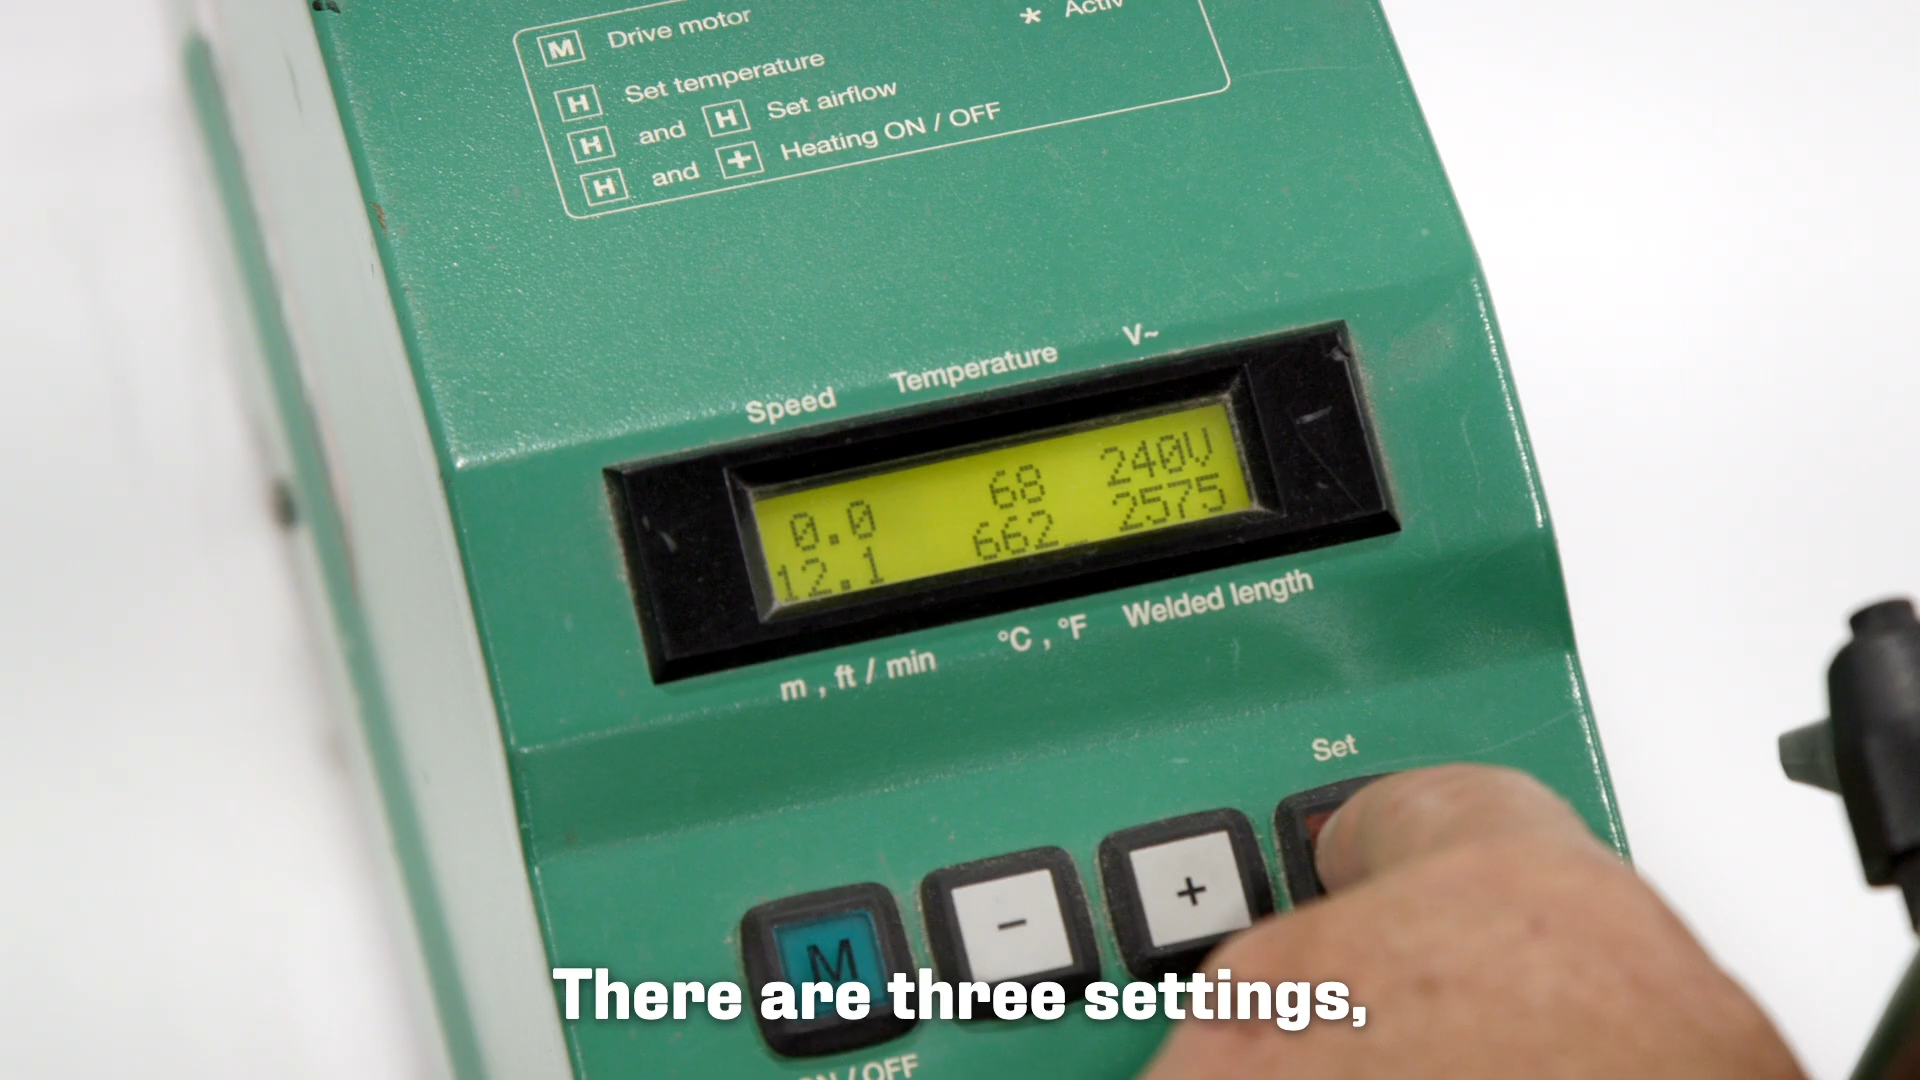 M Drive motor
* Activ
H Set temperature
H and H Set airflow
H and + Heating ON / OFF
Speed Temperature V~
0.0 68 240V
12.1 662_ 2575
m , ft / min °C , °F Welded length
Set
M - +
There are three settings,
ON / OFF